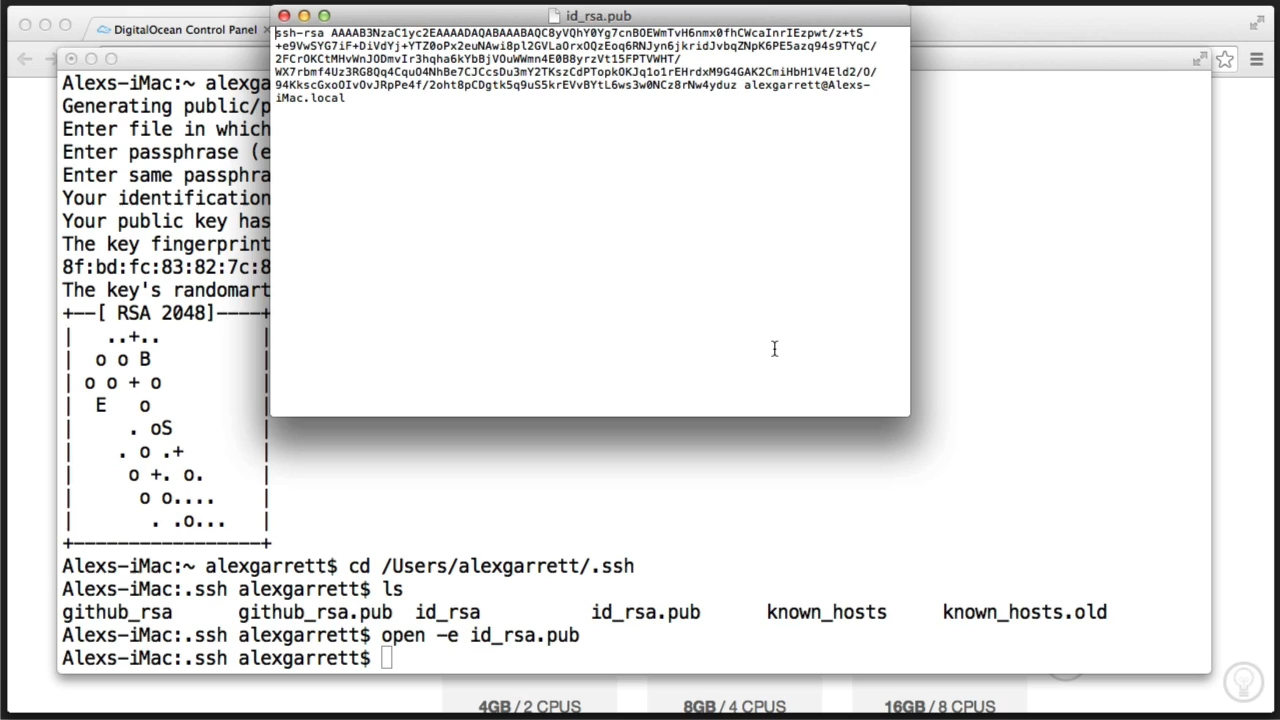 id_rsa.pub
DigitalOcean Control Panel
ssh-rsa AAAAB3NzaC1yc2EAAAADAQABAAABAQC8yVQhY0Yg7cnBOEWmTvH6nmx0fhCWcaInrIEzpwt/z+tS
+e9VwSYG7iF+DiVdYj+YTZ0oPx2euNAwi8pl2GVLaOrxOQzEoq6RNJyn6jkridJvbqZNpK6PE5azq94s9TYqC/
2FCrOKCtMHvWnJODmvIr3hqha6kYbBjVOuWWmn4E0B8yrzVt15FPTVWHT/
WX7rbmf4Uz3RG8Qq4CquO4NhBe7CJCcsDu3mY2TKszCdPTopkOKJq1o1rEHrdxM9G4GAK2CmiHbH1V4Eld2/O/
94KkscGxoOIvOvJRpPe4f/2oht8pCDgtk5q9uS5krEVvBYtL6ws3w0NCz8rNw4yduz alexgarrett@Alexs-
iMac.local
Alexs-iMac:~ alexga
Generating public/p
Enter file in which
Enter passphrase (e
Enter same passphra
Your identification
Your public key has
The key fingerprint
8f:bd:fc:83:82:7c:8
The key's randomart
+--[ RSA 2048]----+
|   ..+..         |
|  o o B          |
| o o + o         |
|  E   o          |
|     . oS        |
|    . o .+       |
|     o +. o.     |
|      o o....    |
|       . .o...   |
+-----------------+
Alexs-iMac:~ alexgarrett$ cd /Users/alexgarrett/.ssh
Alexs-iMac:.ssh alexgarrett$ ls
github_rsa github_rsa.pub id_rsa id_rsa.pub known_hosts known_hosts.old
Alexs-iMac:.ssh alexgarrett$ open -e id_rsa.pub
Alexs-iMac:.ssh alexgarrett$
4GB / 2 CPUS 8GB / 4 CPUS 16GB / 8 CPUS